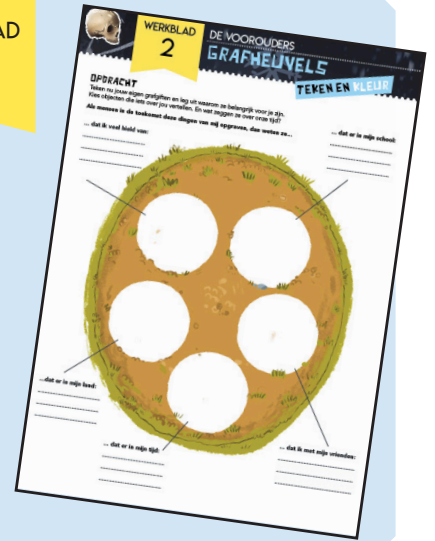 AD
WERKBLAD
2
DE VOOROUDERS
GRAFHEUVELS
TEKEN EN KLEUR
OPDRACHT
Teken nu jouw eigen grafgiften en leg uit waarom ze belangrijk voor je zijn.
Kies objecten die iets over jou vertellen. En wat zeggen ze over onze tijd?
Als mensen in de toekomst deze dingen van mij opgraven, dan weten ze...
... dat ik veel hield van:
... dat er in mijn school:
...dat er in mijn land:
... dat er in mijn tijd:
... dat ik met mijn vrienden: